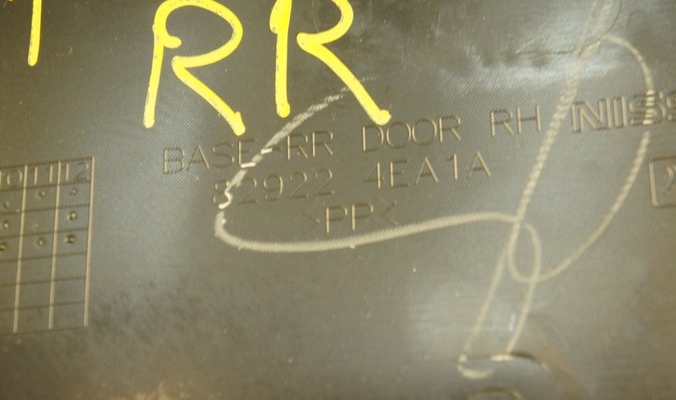 RR
BASE-RR DOOR RH NISS
82922 4EA1A
>PP<